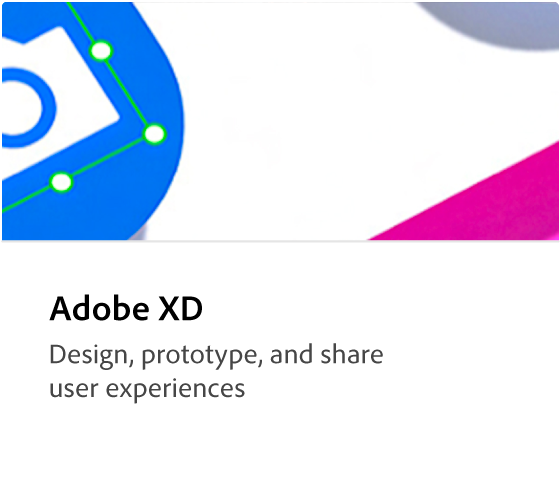 Adobe XD
Design, prototype, and share
user experiences